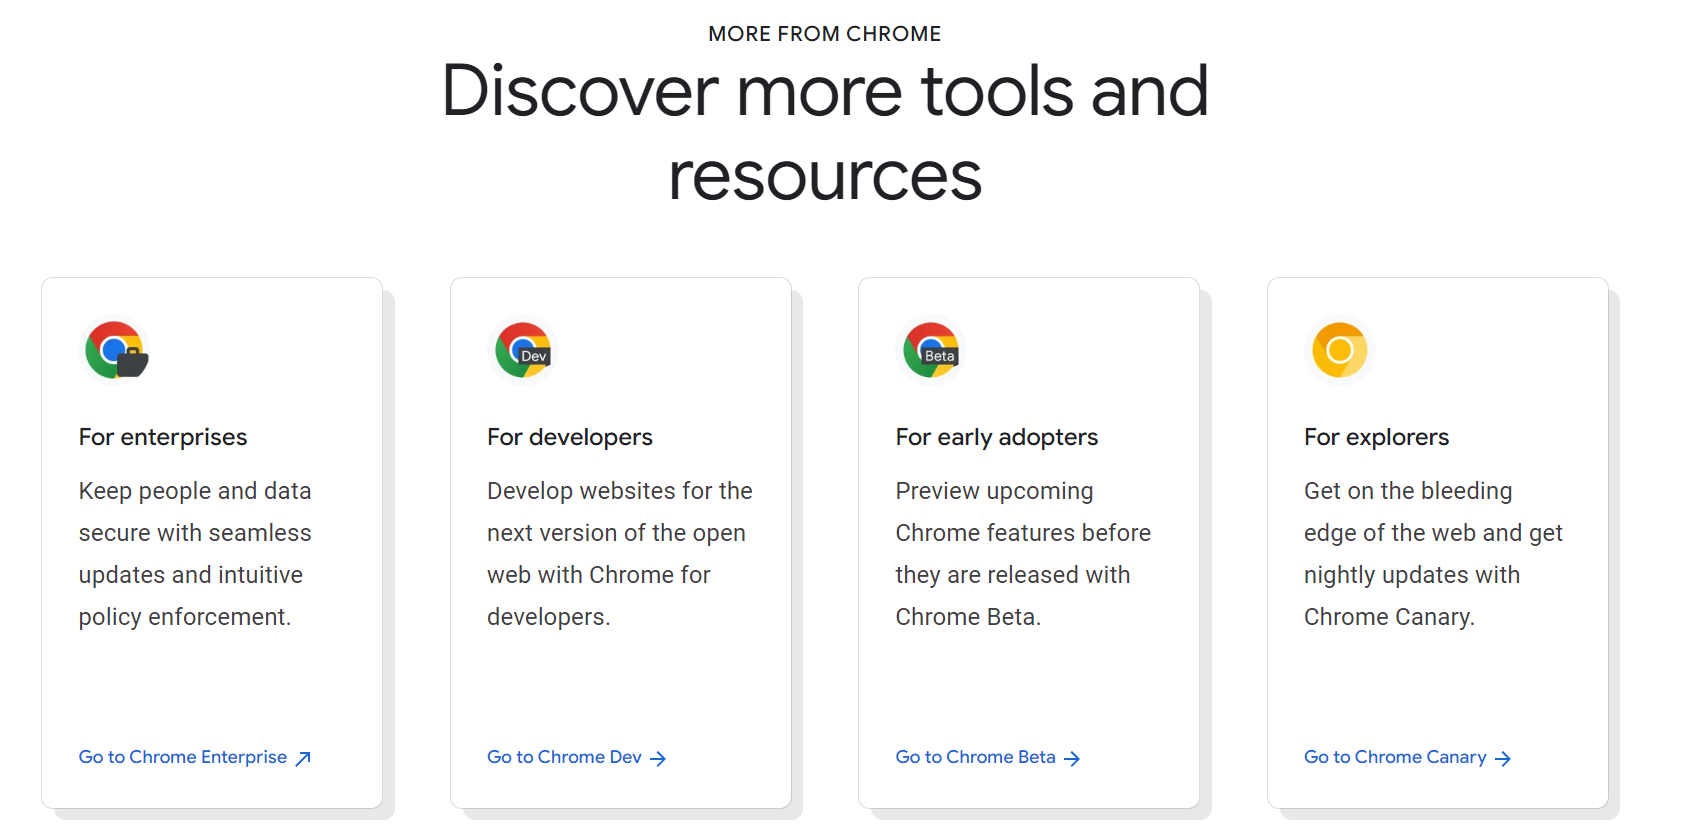 MORE FROM CHROME
Discover more tools and
resources
Dev
Beta
For enterprises
Keep people and data
secure with seamless
updates and intuitive
policy enforcement.
Go to Chrome Enterprise
For developers
Develop websites for the
next version of the open
web with Chrome for
developers.
Go to Chrome Dev
For early adopters
Preview upcoming
Chrome features before
they are released with
Chrome Beta.
Go to Chrome Beta
For explorers
Get on the bleeding
edge of the web and get
nightly updates with
Chrome Canary.
Go to Chrome Canary